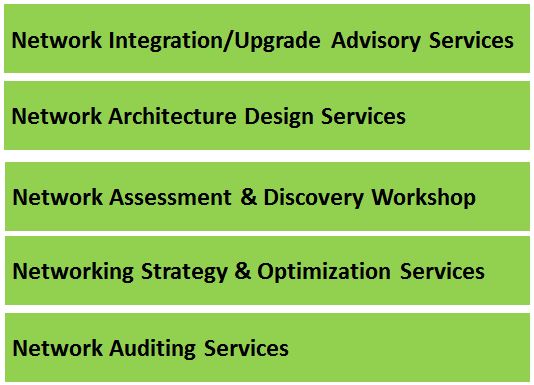 Network Integration/Upgrade Advisory Services
Network Architecture Design Services
Network Assessment & Discovery Workshop
Networking Strategy & Optimization Services
Network Auditing Services